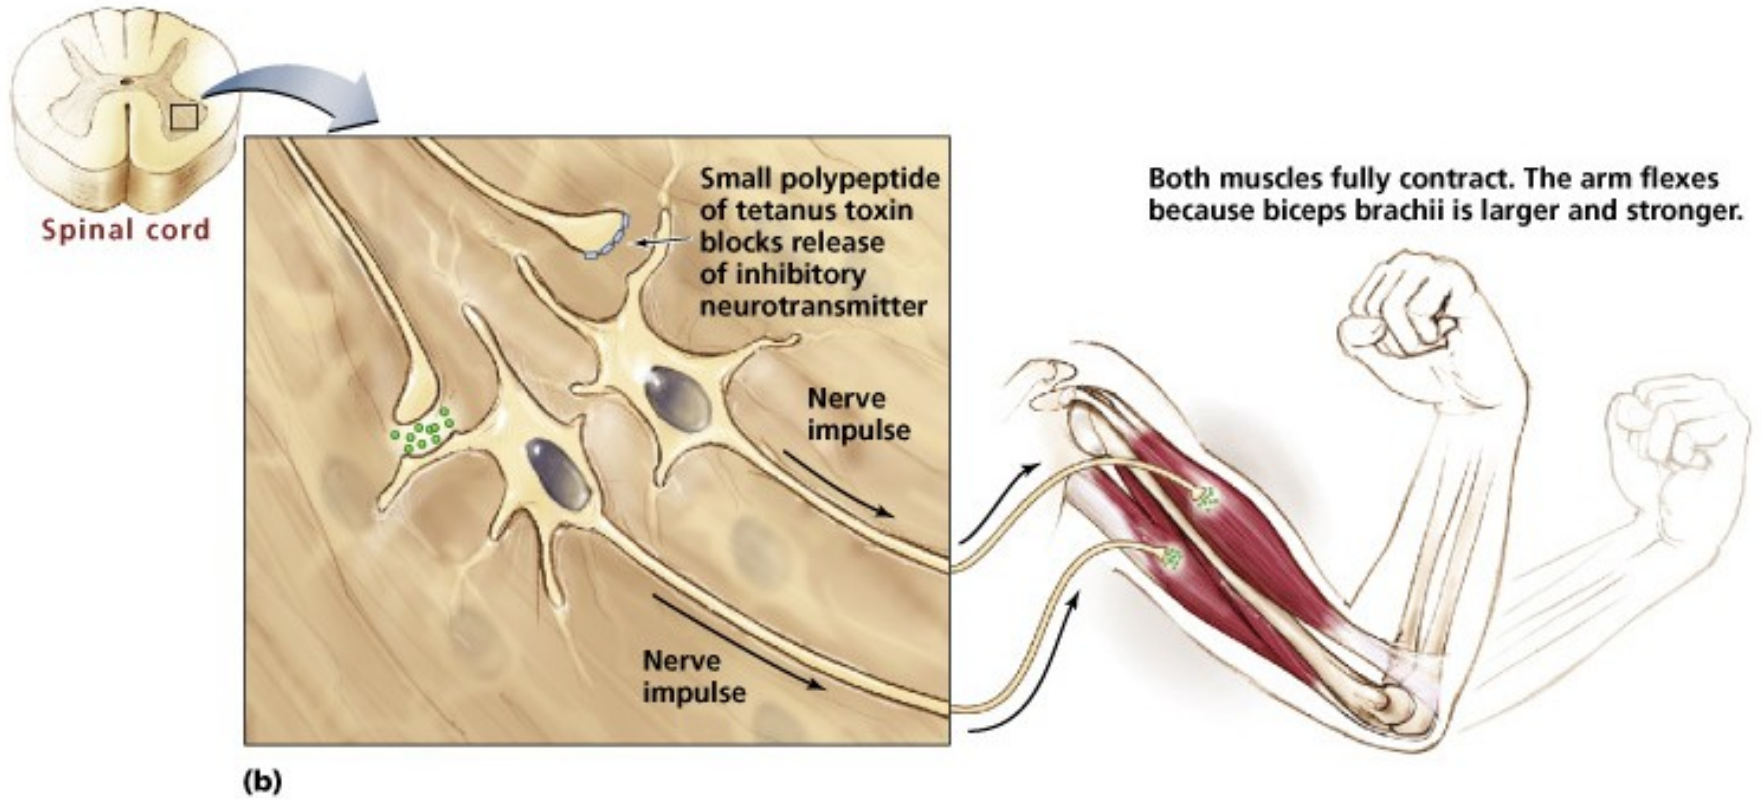 Spinal cord
Small polypeptide
of tetanus toxin
blocks release
of inhibitory
neurotransmitter
Both muscles fully contract. The arm flexes
because biceps brachii is larger and stronger.
Nerve
impulse
Nerve
impulse
(b)